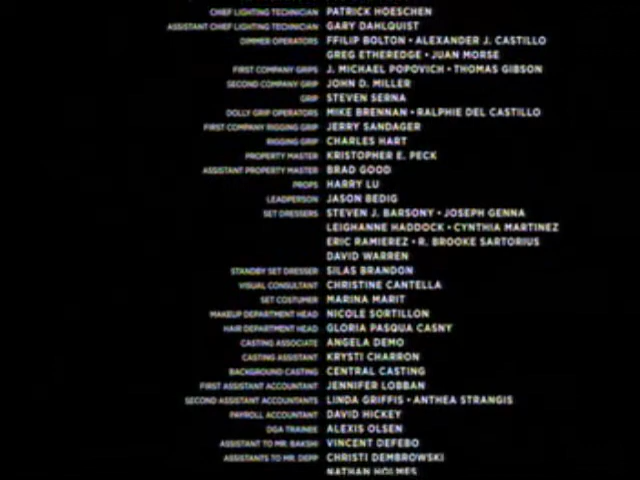 CHIEF LIGHTING TECHNICIAN PATRICK HOESCHEN
ASSISTANT CHIEF LIGHTING TECHNICIAN GARY DAHLQUIST
DIMMER OPERATORS FFILIP BOLTON • ALEXANDER J. CASTILLO
GREG ETHEREDGE • JUAN MORSE
FIRST COMPANY GRIPS J. MICHAEL POPOVICH • THOMAS GIBSON
SECOND COMPANY GRIP JOHN D. MILLER
GRIP STEVEN SERNA
DOLLY GRIP OPERATORS MIKE BRENNAN • RALPHIE DEL CASTILLO
FIRST COMPANY RIGGING GRIP JERRY SANDAGER
RIGGING GRIP CHARLES HART
PROPERTY MASTER KRISTOPHER E. PECK
ASSISTANT PROPERTY MASTER BRAD GOOD
PROPS HARRY LU
LEADPERSON JASON BEDIG
SET DRESSERS STEVEN J. BARSONY • JOSEPH GENNA
LEIGHANNE HADDOCK • CYNTHIA MARTINEZ
ERIC RAMIEREZ • R. BROOKE SARTORIUS
DAVID WARREN
STANDBY SET DRESSER SILAS BRANDON
VISUAL CONSULTANT CHRISTINE CANTELLA
SET COSTUMER MARINA MARIT
MAKEUP DEPARTMENT HEAD NICOLE SORTILLON
HAIR DEPARTMENT HEAD GLORIA PASQUA CASNY
CASTING ASSOCIATE ANGELA DEMO
CASTING ASSISTANT KRYSTI CHARRON
BACKGROUND CASTING CENTRAL CASTING
FIRST ASSISTANT ACCOUNTANT JENNIFER LOBBAN
SECOND ASSISTANT ACCOUNTANTS LINDA GRIFFIS • ANTHEA STRANGIS
PAYROLL ACCOUNTANT DAVID HICKEY
DGA TRAINEE ALEXIS OLSEN
ASSISTANT TO MR. BAKSHI VINCENT DEFEBO
ASSISTANTS TO MR. DEPP CHRISTI DEMBROWSKI
NATHAN HOLMES